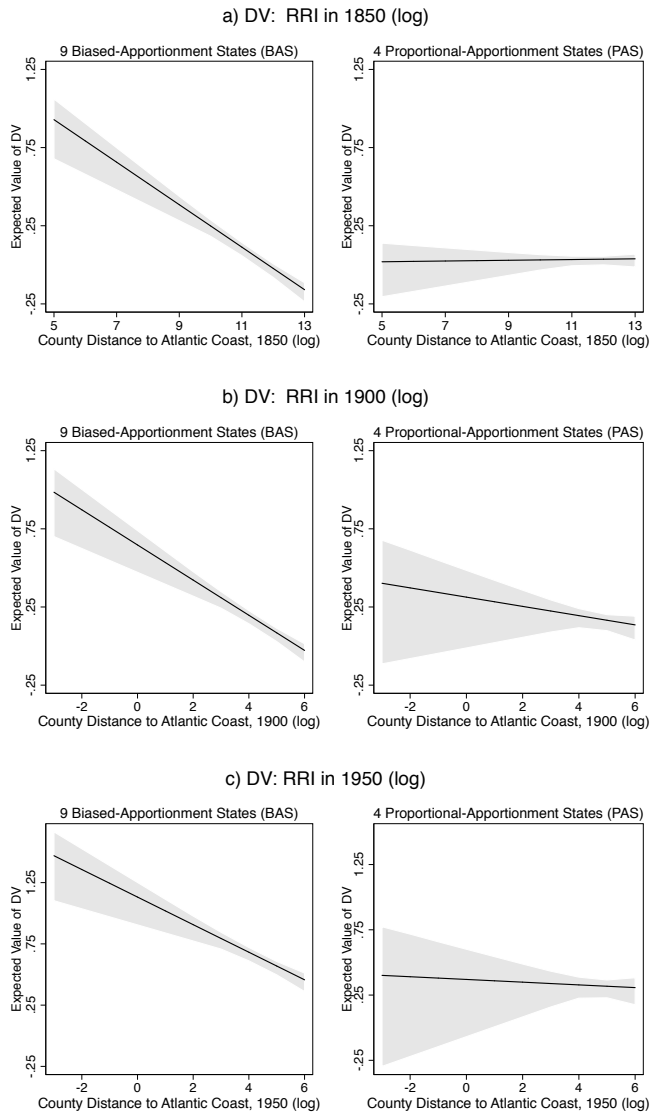 a) DV: RRI in 1850 (log)
9 Biased-Apportionment States (BAS)
4 Proportional-Apportionment States (PAS)
Expected Value of DV
1.25
.75
.25
-.25
5 7 9 11 13
County Distance to Atlantic Coast, 1850 (log)
Expected Value of DV
1.25
.75
.25
-.25
5 7 9 11 13
County Distance to Atlantic Coast, 1850 (log)
b) DV: RRI in 1900 (log)
9 Biased-Apportionment States (BAS)
4 Proportional-Apportionment States (PAS)
Expected Value of DV
1.25
.75
.25
-.25
-2 0 2 4 6
County Distance to Atlantic Coast, 1900 (log)
Expected Value of DV
1.25
.75
.25
-.25
-2 0 2 4 6
County Distance to Atlantic Coast, 1900 (log)
c) DV: RRI in 1950 (log)
9 Biased-Apportionment States (BAS)
4 Proportional-Apportionment States (PAS)
Expected Value of DV
1.25
.75
.25
-.25
-2 0 2 4 6
County Distance to Atlantic Coast, 1950 (log)
Expected Value of DV
1.25
.75
.25
-.25
-2 0 2 4 6
County Distance to Atlantic Coast, 1950 (log)